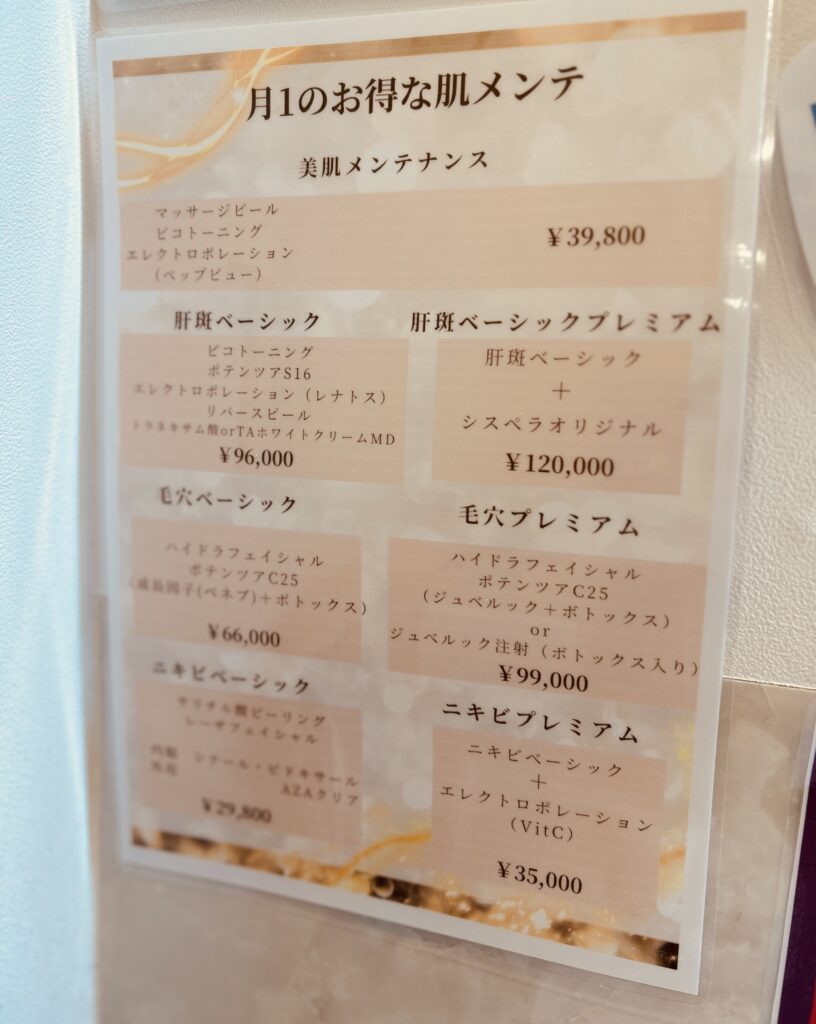 月1のお得な肌メンテ
美肌メンテナンス
マッサージピール
ピコトーニング
エレクトロポレーション
（ペップビュー）
￥39,800
肝斑ベーシック
ピコトーニング
ポテンツァS16
エレクトロポレーション（レナトス）
リバースピール
トラネキサム酸orTAホワイトクリームMD
￥96,000
肝斑ベーシックプレミアム
肝斑ベーシック
＋
シスペラオリジナル
￥120,000
毛穴ベーシック
ハイドラフェイシャル
ポテンツァC25
（成長因子(ベネブ)＋ボトックス）
￥66,000
毛穴プレミアム
ハイドラフェイシャル
ポテンツァC25
（ジュベルック＋ボトックス）
or
ジュベルック注射（ボトックス入り）
￥99,000
ニキビベーシック
サリチル酸ピーリング
レーザフェイシャル
内服 シナール・ピドキサール
外用 AZAクリア
￥29,800
ニキビプレミアム
ニキビベーシック
＋
エレクトロポレーション
（VitC）
￥35,000